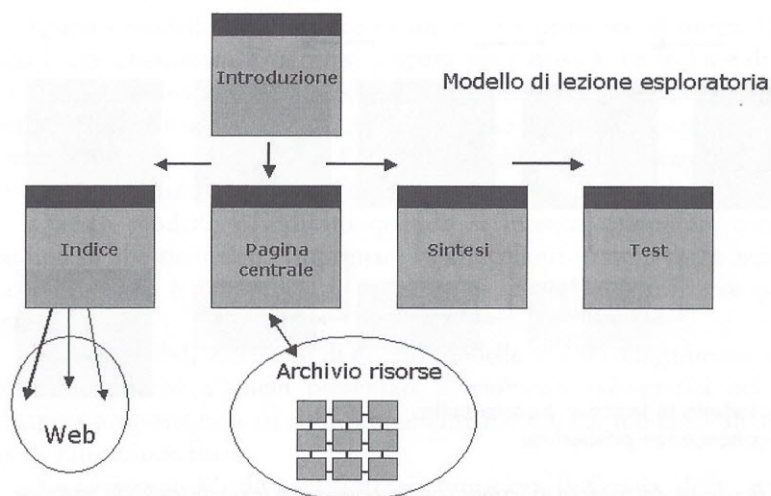 Introduzione
Modello di lezione esploratoria
Indice
Pagina
centrale
Sintesi
Test
Archivio risorse
Web